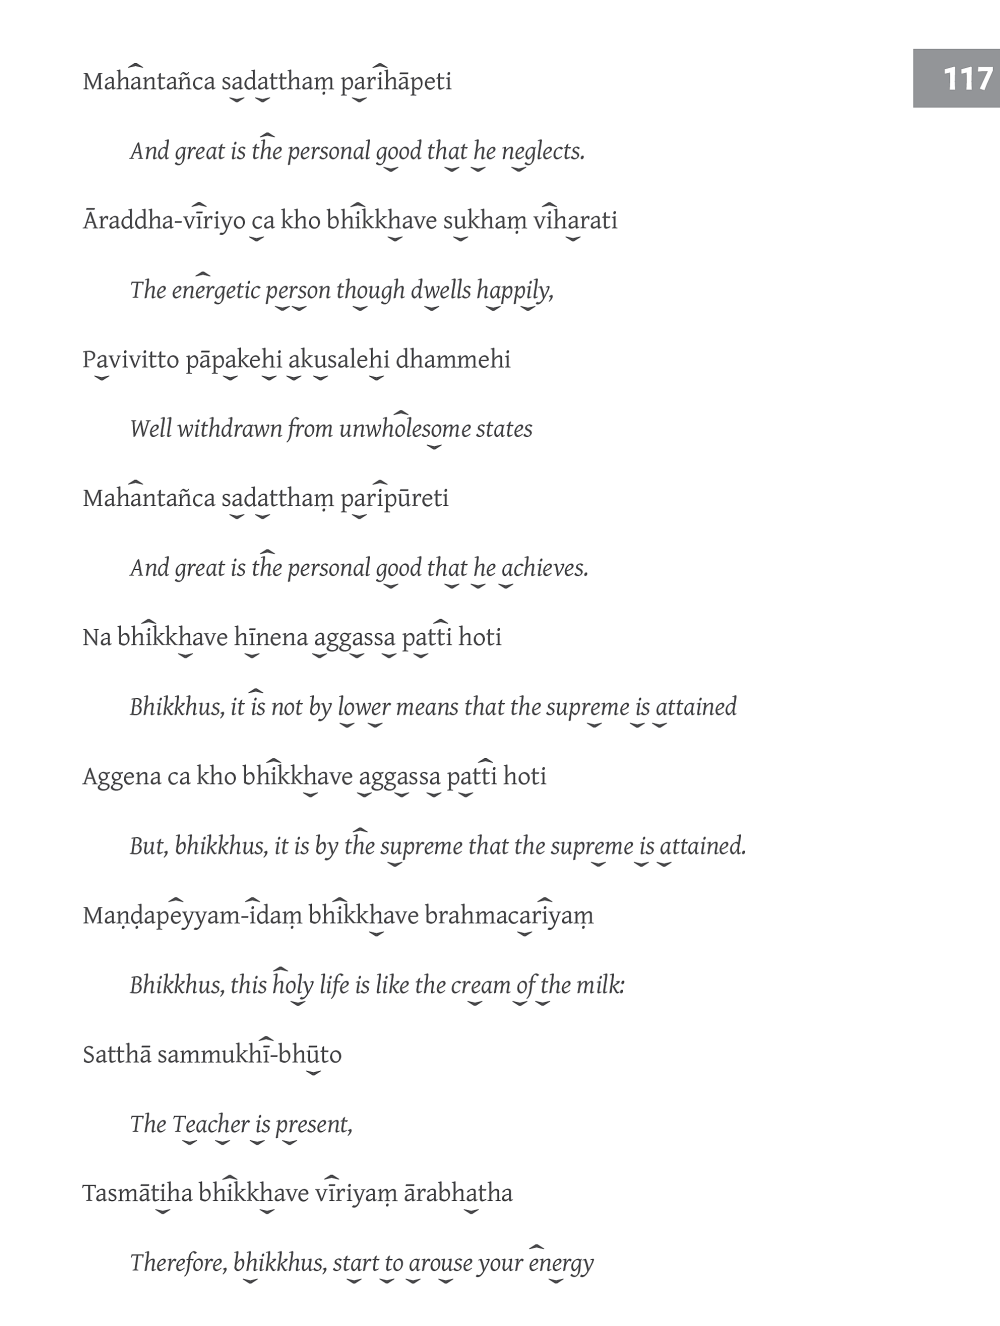 117
Mahantañca sadatthaṃ parihāpeti
And great is the personal good that he neglects.
Āraddha-vīriyo ca kho bhikkhave sukhaṃ viharati
The energetic person though dwells happily,
Pavivitto pāpakehi akusalehi dhammehi
Well withdrawn from unwholesome states
Mahantañca sadatthaṃ paripūreti
And great is the personal good that he achieves.
Na bhikkhave hīnena aggassa patti hoti
Bhikkhus, it is not by lower means that the supreme is attained
Aggena ca kho bhikkhave aggassa patti hoti
But, bhikkhus, it is by the supreme that the supreme is attained.
Maṇḍapeyyam-idaṃ bhikkhave brahmacariyaṃ
Bhikkhus, this holy life is like the cream of the milk:
Satthā sammukhī-bhūto
The Teacher is present,
Tasmātiha bhikkhave vīriyaṃ ārabhatha
Therefore, bhikkhus, start to arouse your energy